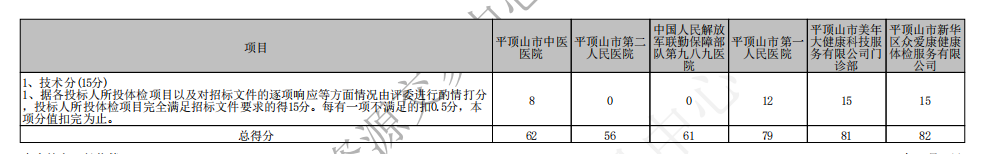 项目
平顶山市中医
医院
平顶山市第二
人民医院
中国人民解放
军联勤保障部
队第九八九医
院
平顶山市第一
人民医院
平顶山市美年
大健康科技服
务有限公司门
诊部
平顶山市新华
区众爱康健康
体检服务有限
公司
1、技术分(15分)
1、据各投标人所投体检项目以及对招标文件的逐项响应等方面情况由评委进行酌情打分
，投标人所投体检项目完全满足招标文件要求的得15分。每有一项不满足的扣0.5分，本
项分值扣完为止。
8 0 0 12 15 15
总得分 62 56 61 79 81 82
资源交
中心